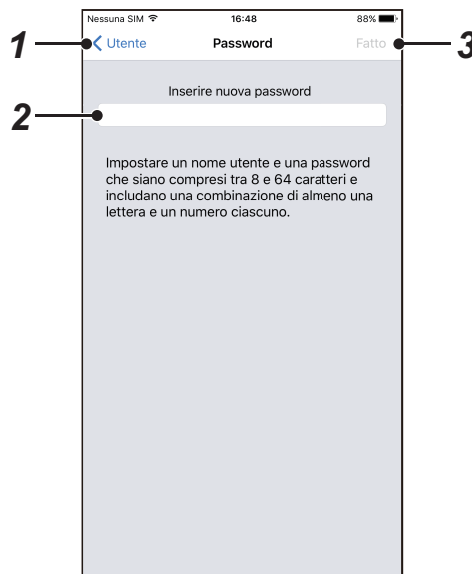 Nessuna SIM 16:48 88%
1 Utente Password Fatto 3
Inserire nuova password
2
Impostare un nome utente e una password
che siano compresi tra 8 e 64 caratteri e
includano una combinazione di almeno una
lettera e un numero ciascuno.